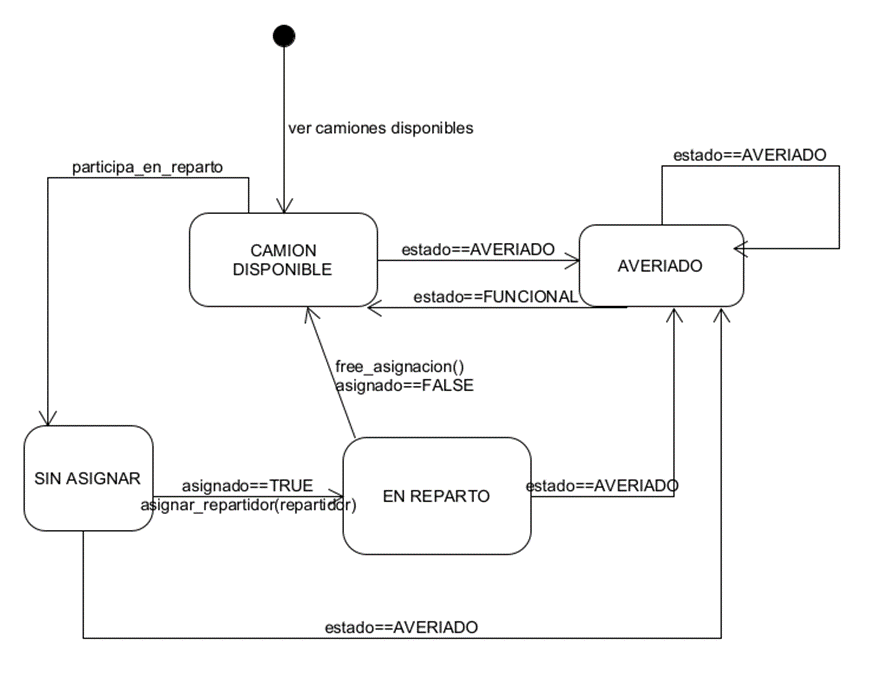 ver camiones disponibles
participa_en_reparto
estado==AVERIADO
CAMION
DISPONIBLE
estado==AVERIADO
AVERIADO
estado==FUNCIONAL
free_asignacion()
asignado==FALSE
SIN ASIGNAR
asignado==TRUE
asignar_repartidor(repartidor)
EN REPARTO
estado==AVERIADO
estado==AVERIADO